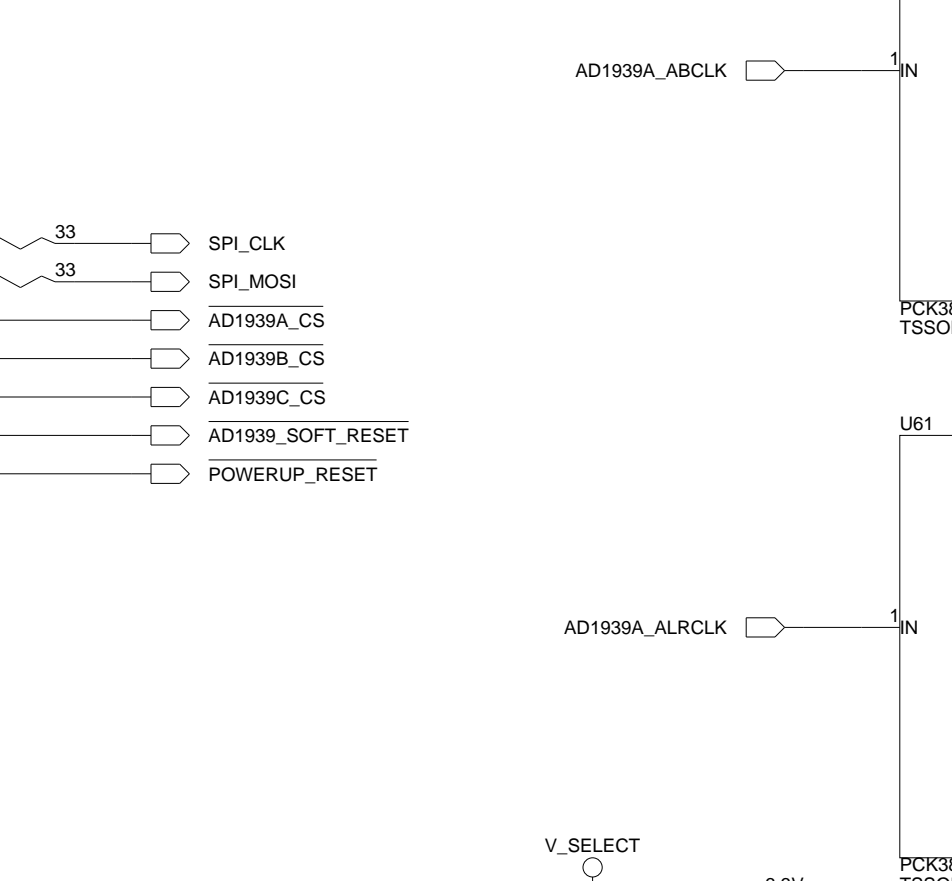 AD1939A_ABCLK
1
IN
33
SPI_CLK
33
SPI_MOSI
AD1939A_CS
AD1939B_CS
AD1939C_CS
AD1939_SOFT_RESET
POWERUP_RESET
U61
AD1939A_ALRCLK
1
IN
V_SELECT